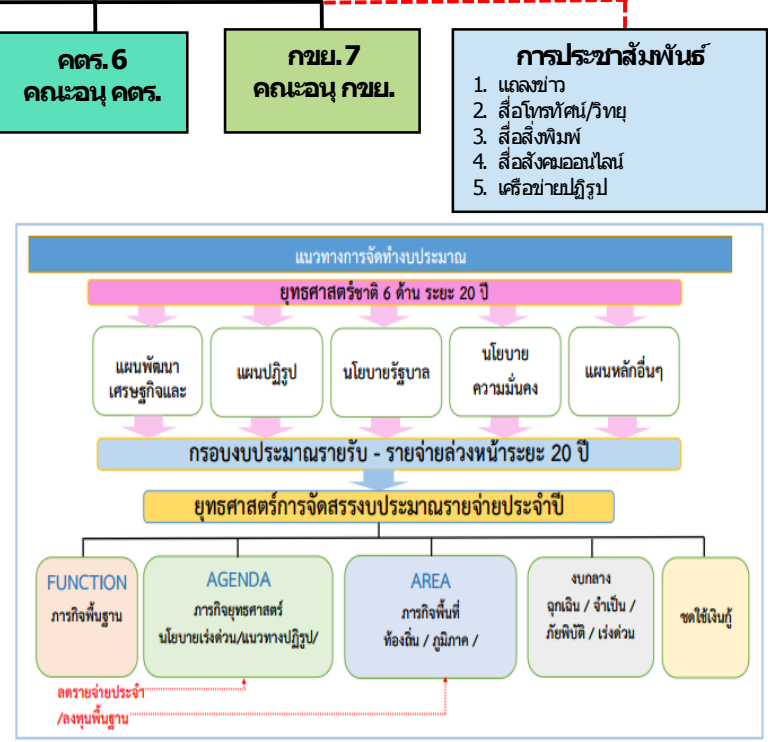 คตร.6
คณะอนุ คตร.
กขย.7
คณะอนุ กขย.
การประชาสัมพันธ์
1. แถลงข่าว
2. สื่อโทรทัศน์/วิทยุ
3. สื่อสิ่งพิมพ์
4. สื่อสังคมออนไลน์
5. เครือข่ายปฏิรูป
แนวทางการจัดทำงบประมาณ
ยุทธศาสตร์ชาติ 6 ด้าน ระยะ 20 ปี
แผนพัฒนา
เศรษฐกิจและ
แผนปฏิรูป
นโยบายรัฐบาล
นโยบาย
ความมั่นคง
แผนหลักอื่นๆ
กรอบงบประมาณรายรับ - รายจ่ายล่วงหน้าระยะ 20 ปี
ยุทธศาสตร์การจัดสรรงบประมาณรายจ่ายประจำปี
FUNCTION
ภารกิจพื้นฐาน
AGENDA
ภารกิจยุทธศาสตร์
นโยบายเร่งด่วน/แนวทางปฏิรูป/
AREA
ภารกิจพื้นที่
ท้องถิ่น / ภูมิภาค /
งบกลาง
ฉุกเฉิน / จำเป็น /
ภัยพิบัติ / เร่งด่วน
ชดใช้เงินกู้
ลดรายจ่ายประจำ
/ลงทุนพื้นฐาน